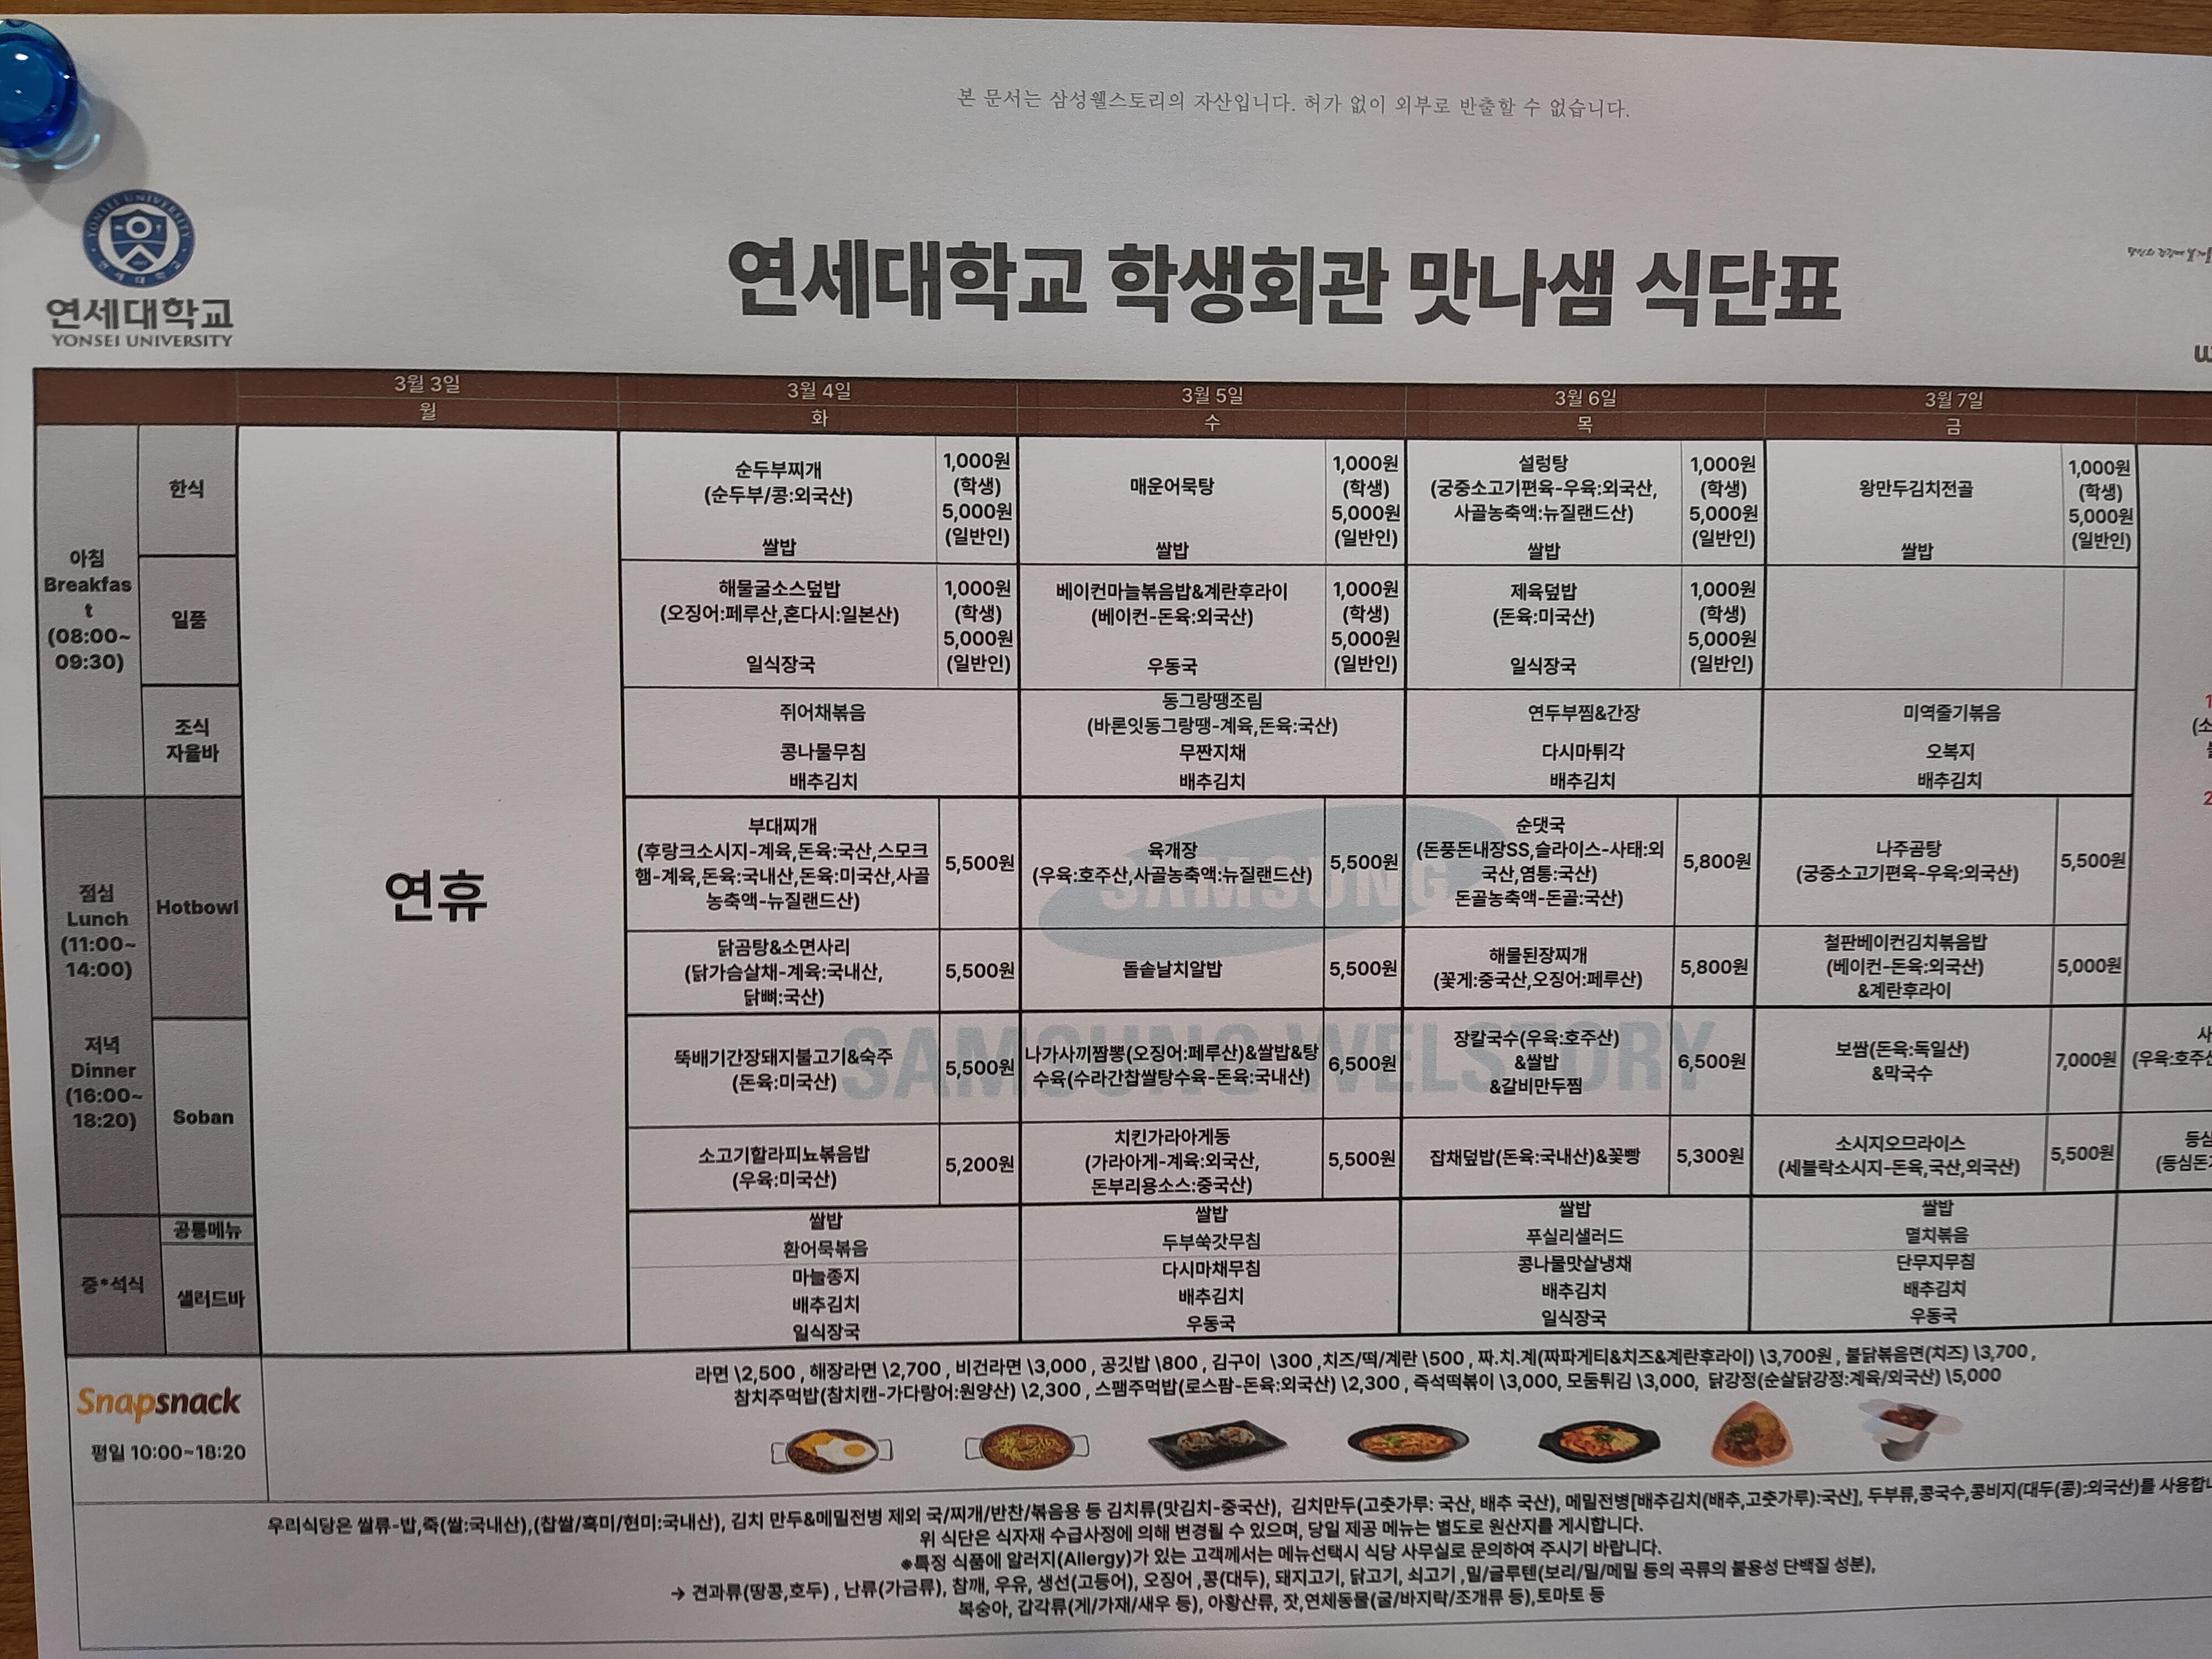 본 문서는 삼성웰스토리의 자산입니다. 허가 없이 외부로 반출할 수 없습니다.
연세대학교
YONSEI UNIVERSITY
연세대학교 학생회관 맛나샘 식단표
3월 3일
월
3월 4일
화
3월 5일
수
3월 6일
목
3월 7일
금
아침
Breakfas
t
(08:00~
09:30)
한식
순두부찌개
(순두부/콩:외국산)
쌀밥
1,000원
(학생)
5,000원
(일반인)
매운어묵탕
쌀밥
1,000원
(학생)
5,000원
(일반인)
설렁탕
(궁중소고기편육-우육:외국산,
사골농축액:뉴질랜드산)
쌀밥
1,000원
(학생)
5,000원
(일반인)
왕만두김치전골
쌀밥
1,000원
(학생)
5,000원
(일반인)
일품
해물굴소스덮밥
(오징어:페루산,혼다시:일본산)
일식장국
1,000원
(학생)
5,000원
(일반인)
베이컨마늘볶음밥&계란후라이
(베이컨-돈육:외국산)
우동국
1,000원
(학생)
5,000원
(일반인)
제육덮밥
(돈육:미국산)
일식장국
1,000원
(학생)
5,000원
(일반인)
조식
자율바
쥐어채볶음
콩나물무침
배추김치
동그랑땡조림
(바른잇동그랑땡-계육,돈육:국산)
무짠지채
배추김치
연두부찜&간장
다시마튀각
배추김치
미역줄기볶음
오복지
배추김치
연휴
점심
Lunch
(11:00~
14:00)
저녁
Dinner
(16:00~
18:20)
Hotbowl
부대찌개
(후랑크소시지-계육,돈육:국산,스모크
햄-계육,돈육:국내산,돈육:미국산,사골
농축액-뉴질랜드산)
5,500원
육개장
(우육:호주산,사골농축액:뉴질랜드산)
5,500원
순댓국
(돈풍돈내장SS,슬라이스-사태:외
국산,염통:국산)
돈골농축액-돈골:국산)
5,800원
나주곰탕
(궁중소고기편육-우육:외국산)
5,500원
닭곰탕&소면사리
(닭가슴살채-계육:국내산,
닭뼈:국산)
5,500원
돌솥날치알밥
5,500원
해물된장찌개
(꽃게:중국산,오징어:페루산)
5,800원
철판베이컨김치볶음밥
(베이컨-돈육:외국산)
&계란후라이
5,000원
SAMSUNG
SAMSUNG WELSTORY
Soban
뚝배기간장돼지불고기&숙주
(돈육:미국산)
5,500원
나가사끼짬뽕(오징어:페루산)&쌀밥&탕
수육(수라간찹쌀탕수육-돈육:국내산)
6,500원
장칼국수(우육:호주산)
&쌀밥
&갈비만두찜
6,500원
보쌈(돈육:독일산)
&막국수
7,000원
소고기할라피뇨볶음밥
(우육:미국산)
5,200원
치킨가라아게동
(가라아게-계육:외국산,
돈부리용소스:중국산)
5,500원
잡채덮밥(돈육:국내산)&꽃빵
5,300원
소시지오므라이스
(세블락소시지-돈육,국산,외국산)
5,500원
중*석식
공통메뉴
샐러드바
쌀밥
환어묵볶음
마늘종지
배추김치
일식장국
쌀밥
두부쑥갓무침
다시마채무침
배추김치
우동국
쌀밥
푸실리샐러드
콩나물맛살냉채
배추김치
일식장국
쌀밥
멸치볶음
단무지무침
배추김치
우동국
Snapsnack
평일 10:00~18:20
라면 \2,500 , 해장라면 \2,700 , 비건라면 \3,000 , 공깃밥 \800 , 김구이 \300 ,치즈/떡/계란 \500 , 짜.치.계(짜파게티&치즈&계란후라이) \3,700원 , 불닭볶음면(치즈) \3,700 ,
참치주먹밥(참치캔-가다랑어:원양산) \2,300 , 스팸주먹밥(로스팜-돈육:외국산) \2,300 , 즉석떡볶이 \3,000, 모둠튀김 \3,000, 닭강정(순살닭강정:계육/외국산) \5,000
우리식당은 쌀류-밥,죽(쌀:국내산),(찹쌀/흑미/현미:국내산), 김치 만두&메밀전병 제외 국/찌개/반찬/볶음용 등 김치류(맛김치-중국산), 김치만두(고춧가루: 국산, 배추 국산), 메밀전병[배추김치(배추,고춧가루):국산], 두부류,콩국수,콩비지(대두(콩):외국산)를 사용합니
위 식단은 식자재 수급사정에 의해 변경될 수 있으며, 당일 제공 메뉴는 별도로 원산지를 게시합니다.
※특정 식품에 알러지(Allergy)가 있는 고객께서는 메뉴선택시 식당 사무실로 문의하여 주시기 바랍니다.
→ 견과류(땅콩,호두) , 난류(가금류), 참깨, 우유, 생선(고등어), 오징어 ,콩(대두), 돼지고기, 닭고기, 쇠고기 ,밀/글루텐(보리/밀/메밀 등의 곡류의 불용성 단백질 성분),
복숭아, 갑각류(게/가재/새우 등), 아황산류, 잣,연체동물(굴/바지락/조개류 등),토마토 등